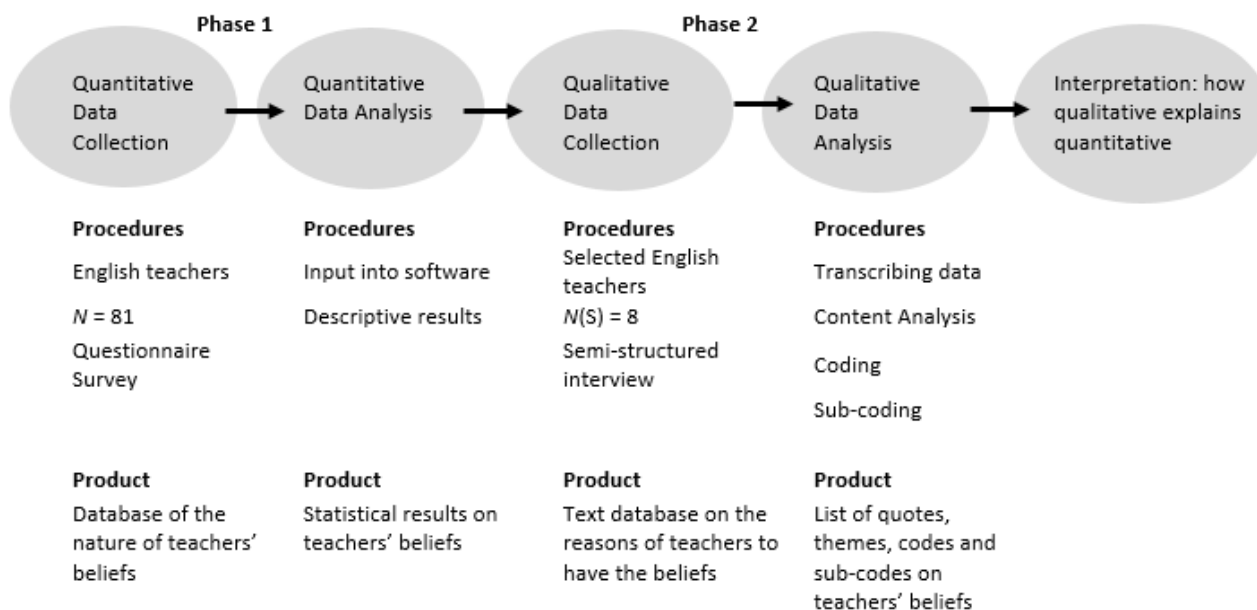 Phase 1
Phase 2
Quantitative
Data
Collection
Quantitative
Data Analysis
Qualitative
Data
Collection
Qualitative
Data
Analysis
Interpretation: how
qualitative explains
quantitative
Procedures
English teachers
N = 81
Questionnaire
Survey
Procedures
Input into software
Descriptive results
Procedures
Selected English
teachers
N(S) = 8
Semi-structured
interview
Procedures
Transcribing data
Content Analysis
Coding
Sub-coding
Product
Database of the
nature of teachers’
beliefs
Product
Statistical results on
teachers’ beliefs
Product
Text database on the
reasons of teachers to
have the beliefs
Product
List of quotes,
themes, codes and
sub-codes on
teachers’ beliefs